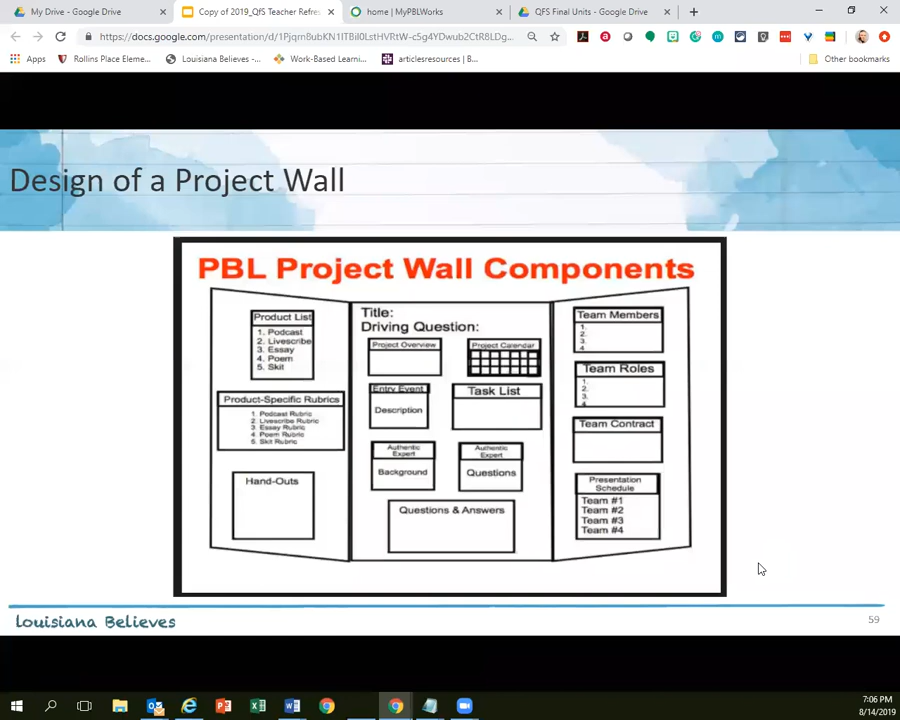 My Drive - Google Drive
Copy of 2019_QfS Teacher Refres
home | MyPBLWorks
QFS Final Units - Google Drive
Apps
Rollins Place Eleme...
Louisiana Believes -...
Work-Based Learni...
articlesresources | B...
Other bookmarks
Design of a Project Wall
PBL Project Wall Components
Product List
1. Podcast
2. Livescribe
3. Essay
4. Poem
5. Skit
Product-Specific Rubrics
1. Podcast Rubric
2. Livescribe Rubric
3. Essay Rubric
4. Poem Rubric
5. Skit Rubric
Hand-Outs
Title:
Driving Question:
Project Overview
Project Calendar
Entry Event
Description
Task List
Authentic
Expert
Background
Authentic
Expert
Questions
Questions & Answers
Team Members
1.
2.
3.
4
Team Roles
1.
2.
3.
4
Team Contract
Presentation
Schedule
Team #1
Team #2
Team #3
Team #4
Louisiana Believes
59
7:06 PM
8/14/2019